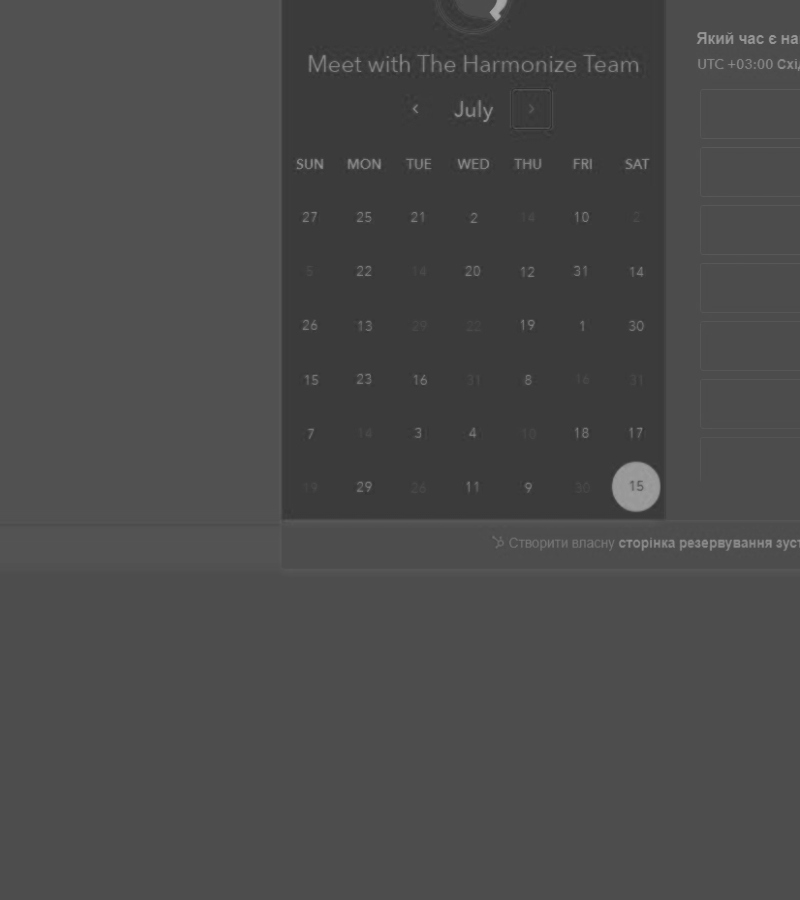 Meet with The Harmonize Team
‹ July ›
SUN MON TUE WED THU FRI SAT
27 25 21 2 14 10 2
5 22 14 20 12 31 14
26 13 29 22 19 1 30
15 23 16 31 8 16 31
7 14 3 4 10 18 17
19 29 26 11 9 30 15
Який час є на
UTC +03:00 Схі
Створити власну сторінка резервування зуст